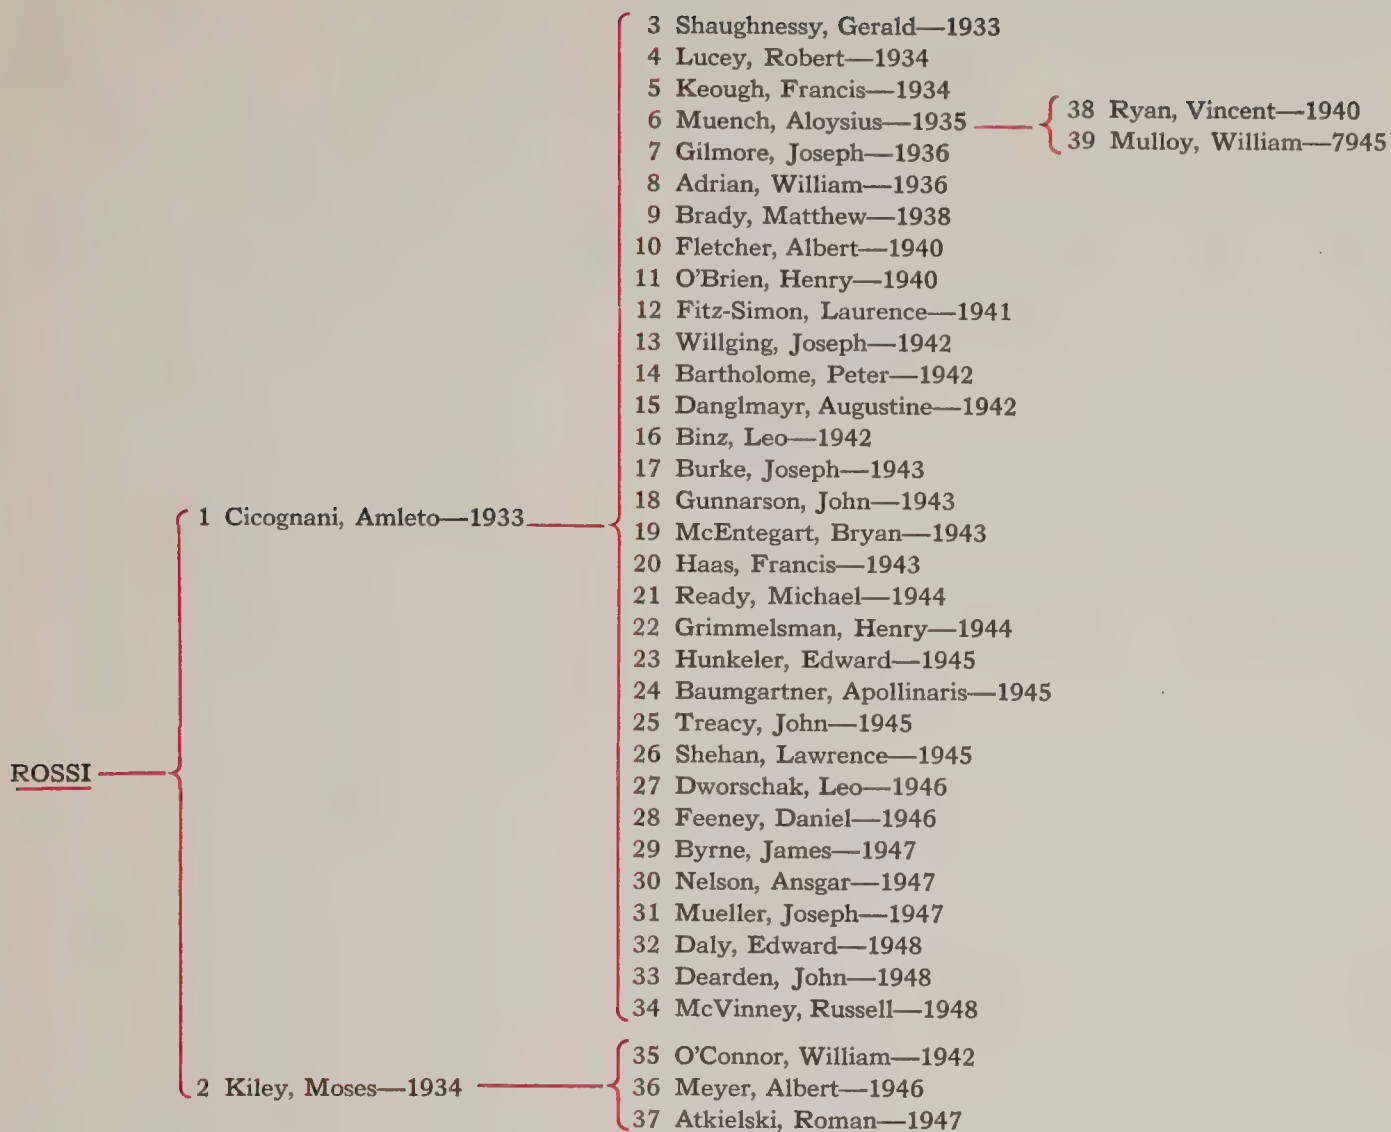 ROSSI
1 Cicognani, Amleto—1933
3 Shaughnessy, Gerald—1933
4 Lucey, Robert—1934
5 Keough, Francis—1934
6 Muench, Aloysius—1935
38 Ryan, Vincent—1940
39 Mulloy, William—7945
7 Gilmore, Joseph—1936
8 Adrian, William—1936
9 Brady, Matthew—1938
10 Fletcher, Albert—1940
11 O'Brien, Henry—1940
12 Fitz-Simon, Laurence—1941
13 Willging, Joseph—1942
14 Bartholome, Peter—1942
15 Danglmayr, Augustine—1942
16 Binz, Leo—1942
17 Burke, Joseph—1943
18 Gunnarson, John—1943
19 McEntegart, Bryan—1943
20 Haas, Francis—1943
21 Ready, Michael—1944
22 Grimmelsman, Henry—1944
23 Hunkeler, Edward—1945
24 Baumgartner, Apollinaris—1945
25 Treacy, John—1945
26 Shehan, Lawrence—1945
27 Dworschak, Leo—1946
28 Feeney, Daniel—1946
29 Byrne, James—1947
30 Nelson, Ansgar—1947
31 Mueller, Joseph—1947
32 Daly, Edward—1948
33 Dearden, John—1948
34 McVinney, Russell—1948
2 Kiley, Moses—1934
35 O'Connor, William—1942
36 Meyer, Albert—1946
37 Atkielski, Roman—1947